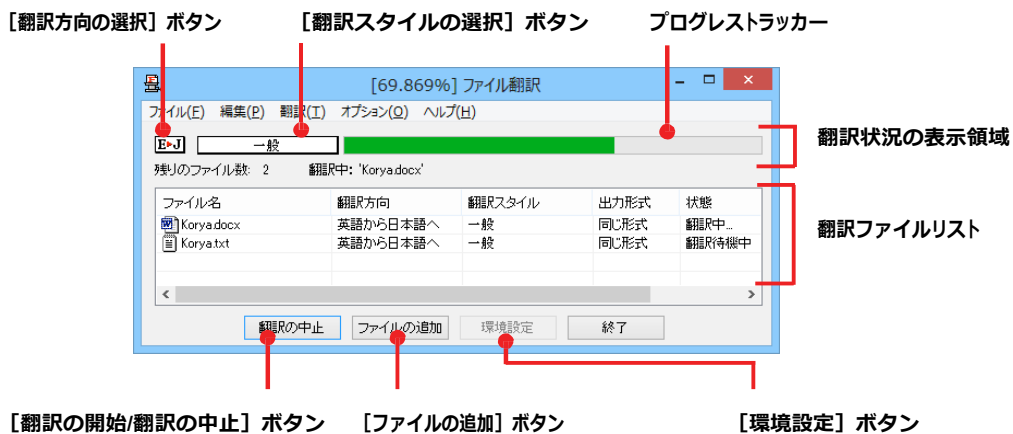 ［翻訳方向の選択］ボタン ［翻訳スタイルの選択］ボタン プログレストラッカー
[69.869%] ファイル翻訳
ファイル(F) 編集(P) 翻訳(T) オプション(O) ヘルプ(H)
E▸J 一般
翻訳状況の表示領域
残りのファイル数: 2 翻訳中: 'Korya.docx'
ファイル名 翻訳方向 翻訳スタイル 出力形式 状態
Korya.docx 英語から日本語へ 一般 同じ形式 翻訳中...
Korya.txt 英語から日本語へ 一般 同じ形式 翻訳待機中
翻訳ファイルリスト
翻訳の中止 ファイルの追加 環境設定 終了
［翻訳の開始/翻訳の中止］ボタン ［ファイルの追加］ボタン ［環境設定］ボタン